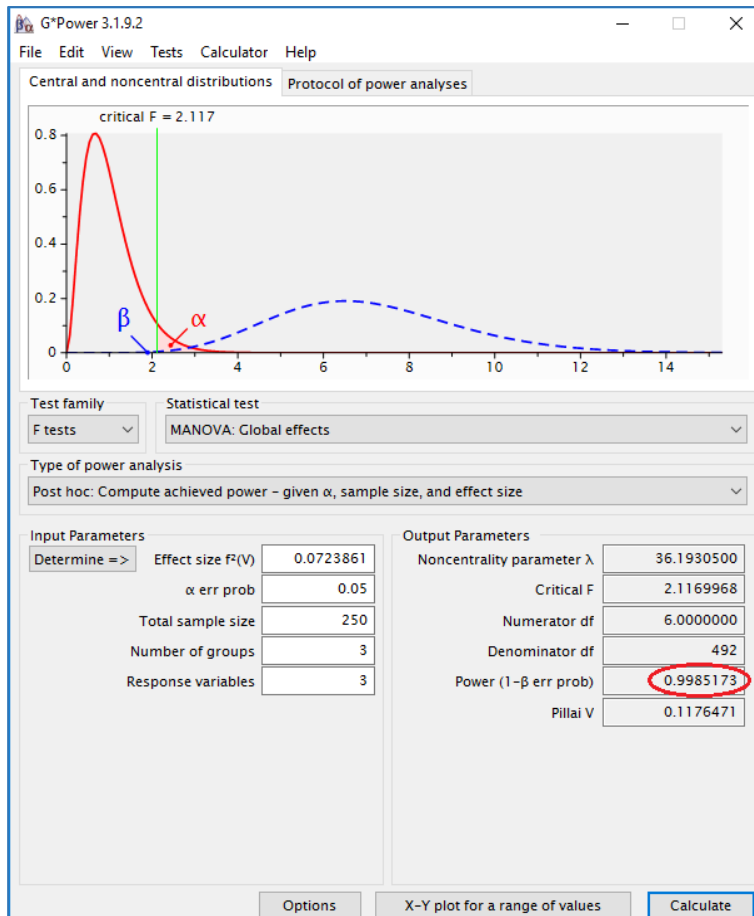 G*Power 3.1.9.2
File Edit View Tests Calculator Help
Central and noncentral distributions Protocol of power analyses
critical F = 2.117
0.8
0.6
0.4
0.2
0
β α
0 2 4 6 8 10 12 14
Test family Statistical test
F tests MANOVA: Global effects
Type of power analysis
Post hoc: Compute achieved power – given α, sample size, and effect size
Input Parameters Output Parameters
Determine => Effect size f²(V) 0.0723861 Noncentrality parameter λ 36.1930500
α err prob 0.05 Critical F 2.1169968
Total sample size 250 Numerator df 6.0000000
Number of groups 3 Denominator df 492
Response variables 3 Power (1-β err prob) 0.9985173
Pillai V 0.1176471
Options X-Y plot for a range of values Calculate